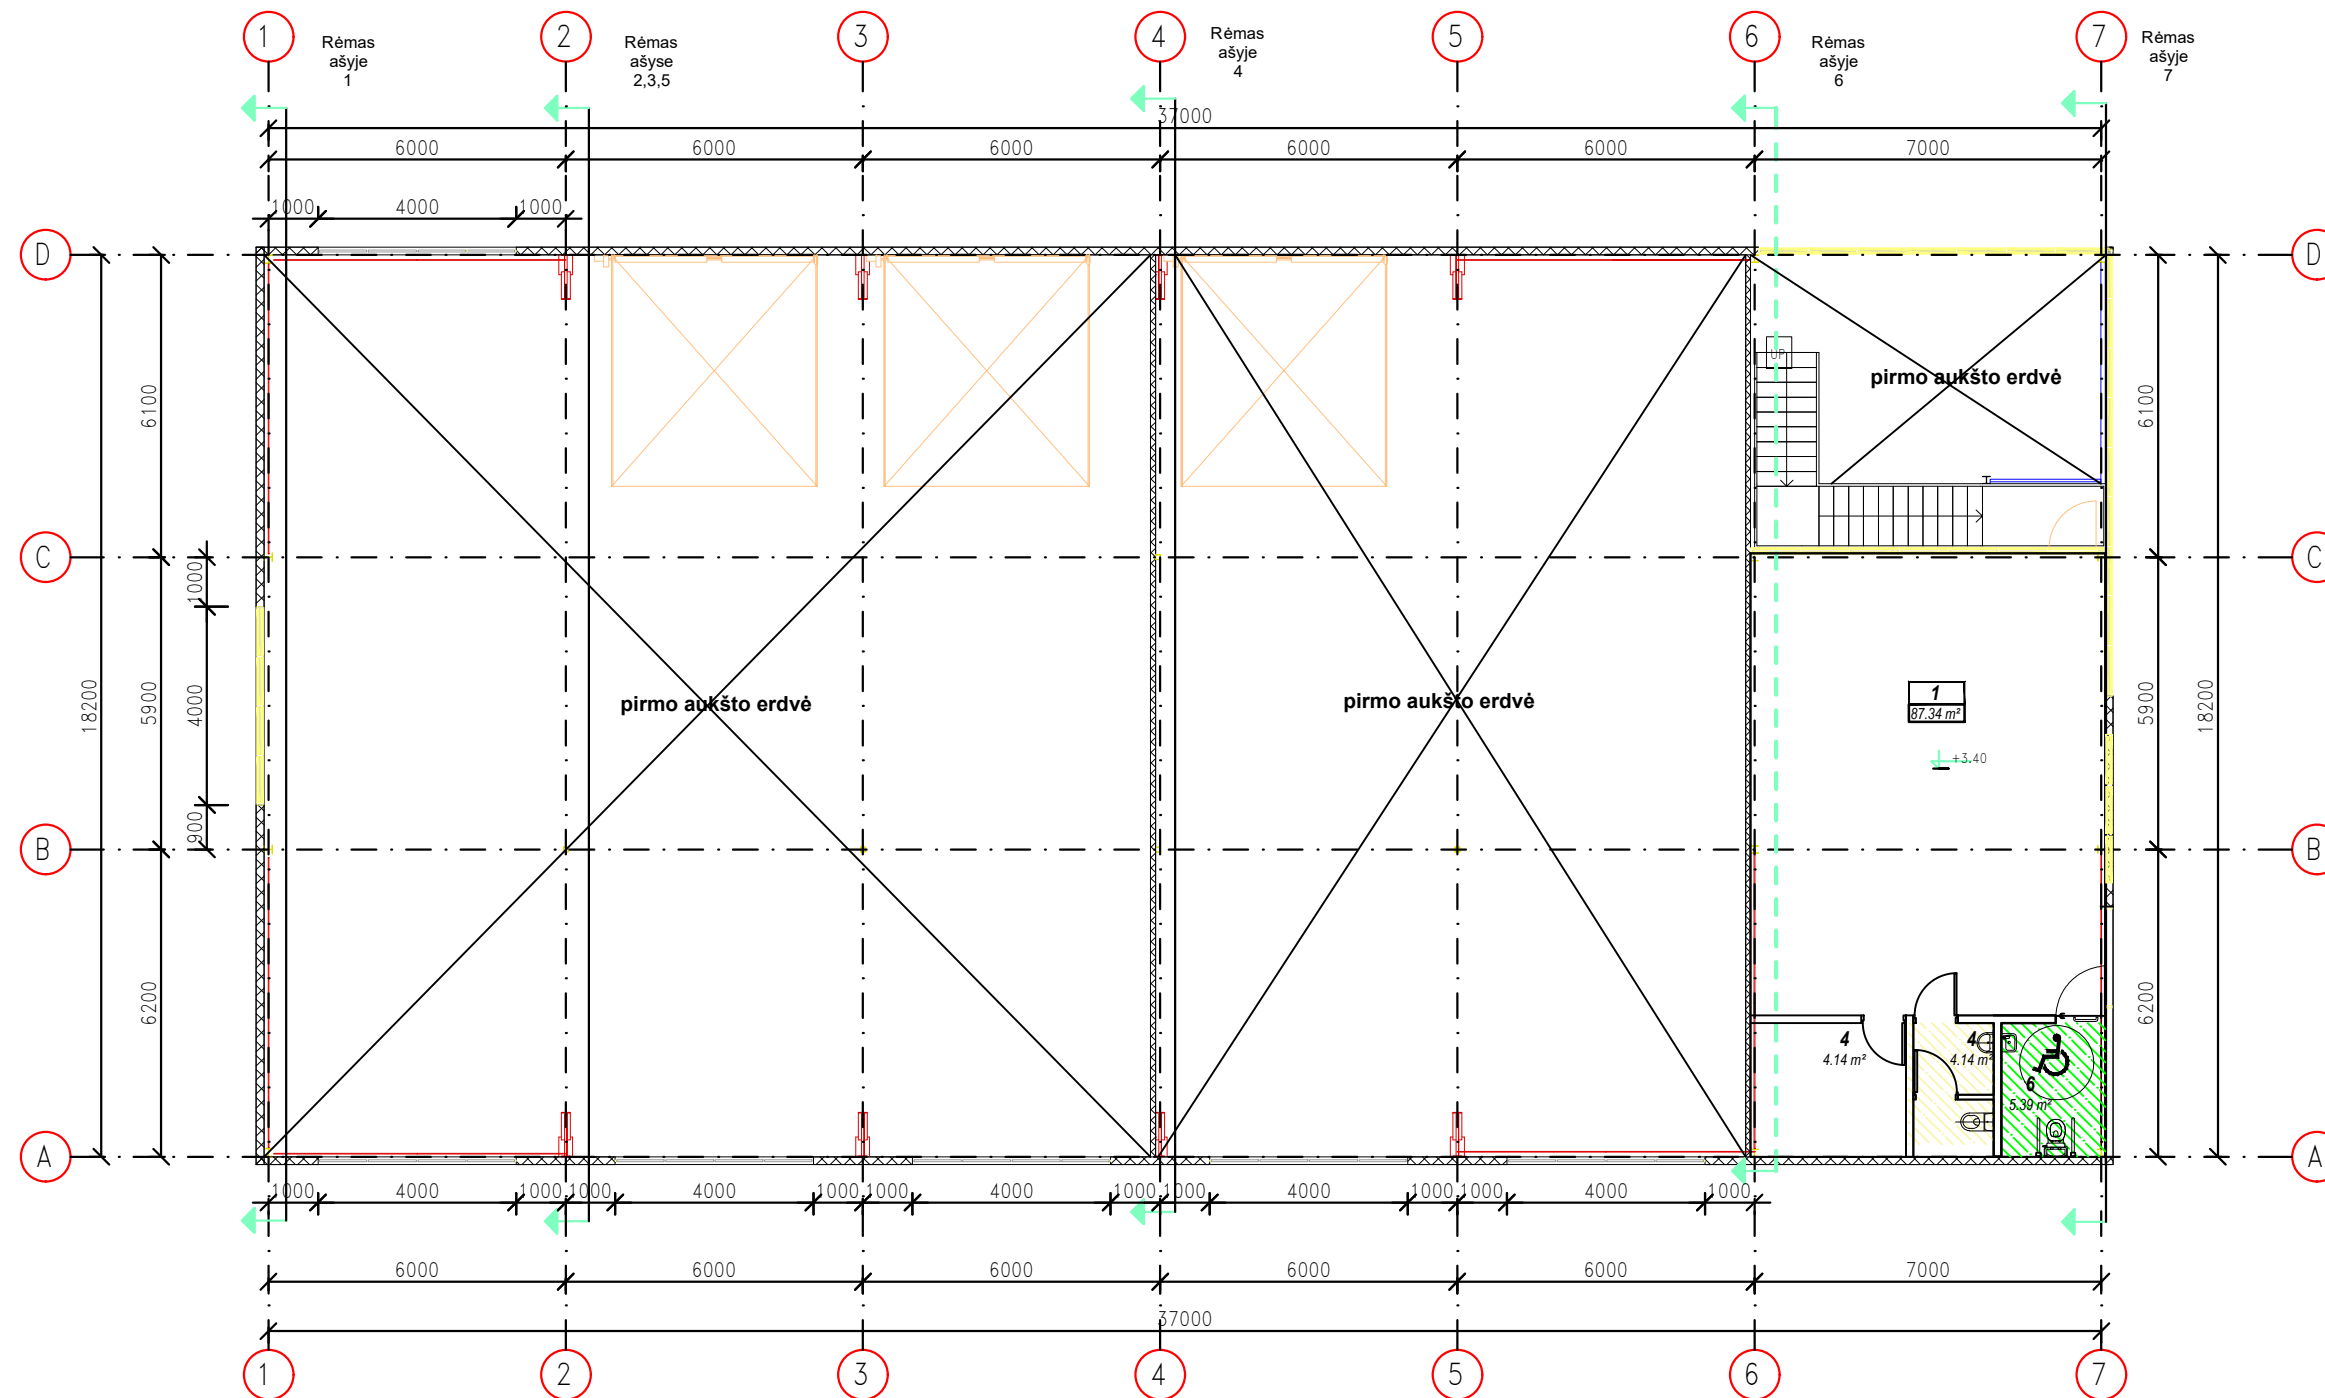 1 2 3 4 5 6 7
Rėmas
ašyje
1
Rėmas
ašyse
2,3,5
Rėmas
ašyje
4
Rėmas
ašyje
6
Rėmas
ašyje
7
37000
6000 6000 6000 6000 6000 7000
1000 4000 1000
D D
6100 6100
UP
pirmo aukšto erdvė
C C
1000
18200 5900 4000
pirmo aukšto erdvė
pirmo aukšto erdvė
1
87.34 m²
+3.40
5900 18200
900
B B
6200 6200
4
4.14 m²
4
4.14 m²
6
5.39 m²
A A
1000 4000 1000 1000 4000 1000 1000 4000 1000 1000 4000 1000 1000 4000 1000
6000 6000 6000 6000 6000 7000
37000
1 2 3 4 5 6 7